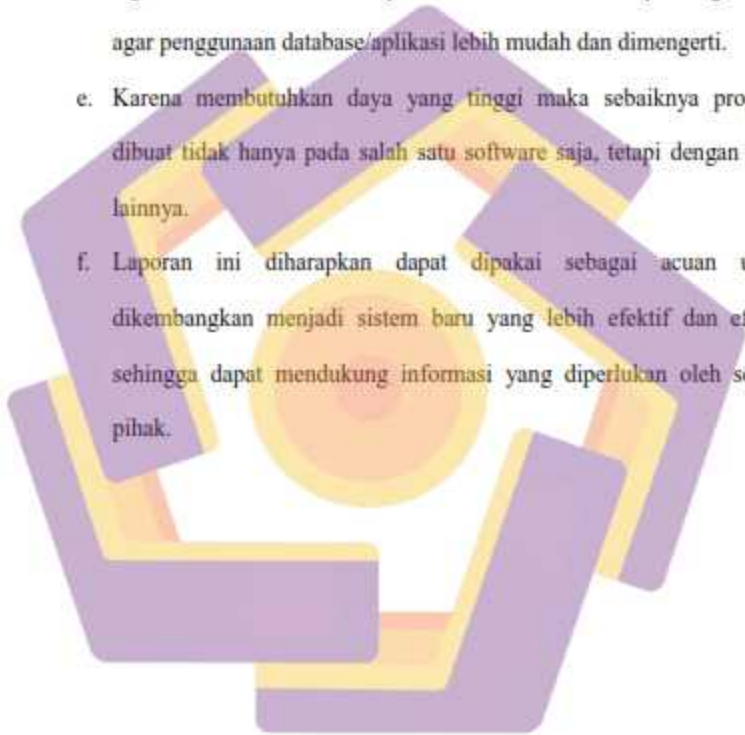 agar penggunaan database/aplikasi lebih mudah dan dimengerti.
e. Karena membutuhkan daya yang tinggi maka sebaiknya pro
dibuat tidak hanya pada salah satu software saja, tetapi dengan
lainnya.
f. Laporan ini diharapkan dapat dipakai sebagai acuan u
dikembangkan menjadi sistem baru yang lebih efektif dan ef
sehingga dapat mendukung informasi yang diperlukan oleh se
pihak.